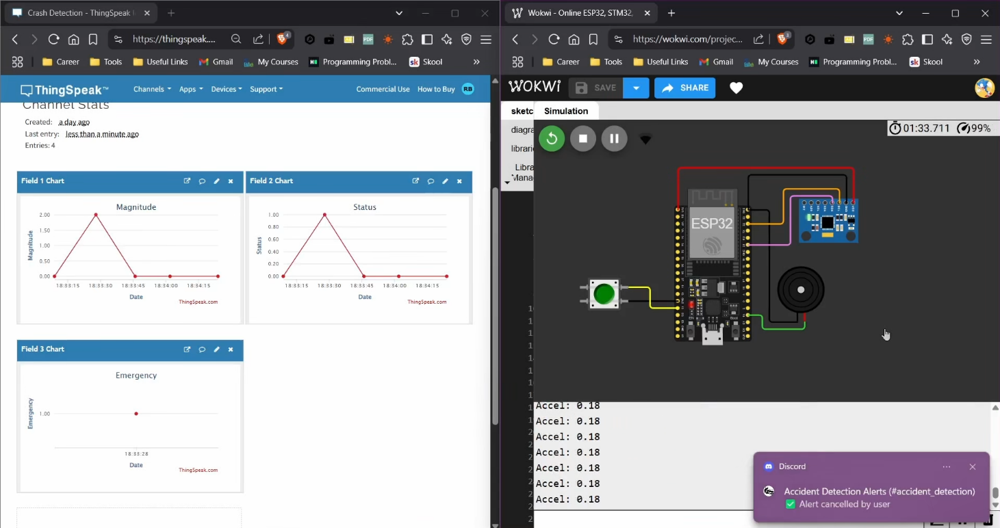 Crash Detection - ThingSpeak
https://thingspeak....
4
Career
Tools
Useful Links
Gmail
My Courses
Programming Probl...
Skool
ThingSpeak™
Channels
Apps
Devices
Support
Commercial Use
How to Buy
RB
Channel Stats
Created: a day ago
Last entry: less than a minute ago
Entries: 4
Field 1 Chart
Magnitude
Magnitude
2.00
1.50
1.00
0.50
0.00
18:33:15 18:33:30 18:33:45 18:34:00 18:34:15
Date
ThingSpeak.com
Field 2 Chart
Status
Status
1.00
0.80
0.60
0.40
0.20
0.00
18:33:15 18:33:30 18:33:45 18:34:00 18:34:15
Date
ThingSpeak.com
Field 3 Chart
Emergency
Emergency
1.00
18:33:28
Date
ThingSpeak.com
Wokwi - Online ESP32, STM32,
https://wokwi.com/projec...
3
PDF
Career
Tools
Useful Links
Gmail
My Courses
Programming Probl...
Skool
WOKWI
SAVE
SHARE
sketc
Simulation
diagra
librari
Libra
Mana
01:33.711
99%
ESP32
Accel: 0.18
Accel: 0.18
Accel: 0.18
Accel: 0.18
Accel: 0.18
Accel: 0.18
Accel: 0.18
Discord
Accident Detection Alerts (#accident_detection)
✅ Alert cancelled by user